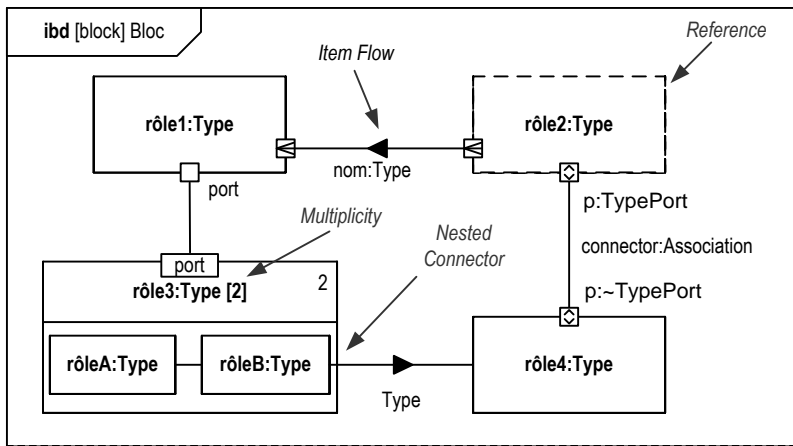 ibd [block] Bloc
Reference
Item Flow
rôle1:Type
rôle2:Type
nom:Type
port
p:TypePort
Multiplicity
Nested
Connector
connector:Association
port
rôle3:Type [2]
2
p:~TypePort
rôleA:Type
rôleB:Type
rôle4:Type
Type